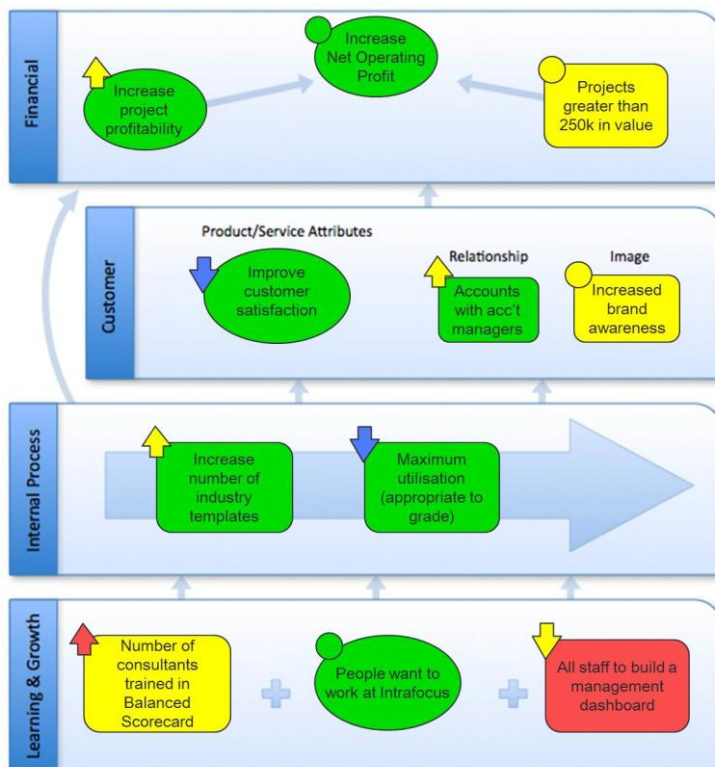 Financial
Increase
project
profitability
Increase
Net Operating
Profit
Projects
greater than
250k in value
Customer
Product/Service Attributes
Improve
customer
satisfaction
Relationship
Accounts
with acc't
managers
Image
Increased
brand
awareness
Internal Process
Increase
number of
industry
templates
Maximum
utilisation
(appropriate to
grade)
Learning & Growth
Number of
consultants
trained in
Balanced
Scorecard
People want to
work at Intrafocus
All staff to build a
management
dashboard